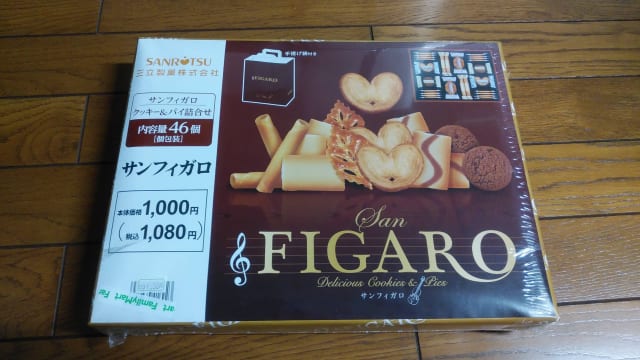 SANRITSU
三立製菓株式会社
サンフィガロ
クッキー&パイ詰合せ
内容量46個
[個包装]
サンフィガロ
本体価格1,000円
(税込1,080円)
art FamilyMart Far
手提げ袋付き
FIGARO
San
FIGARO
Delicious Cookies & Pies
サンフィガロ